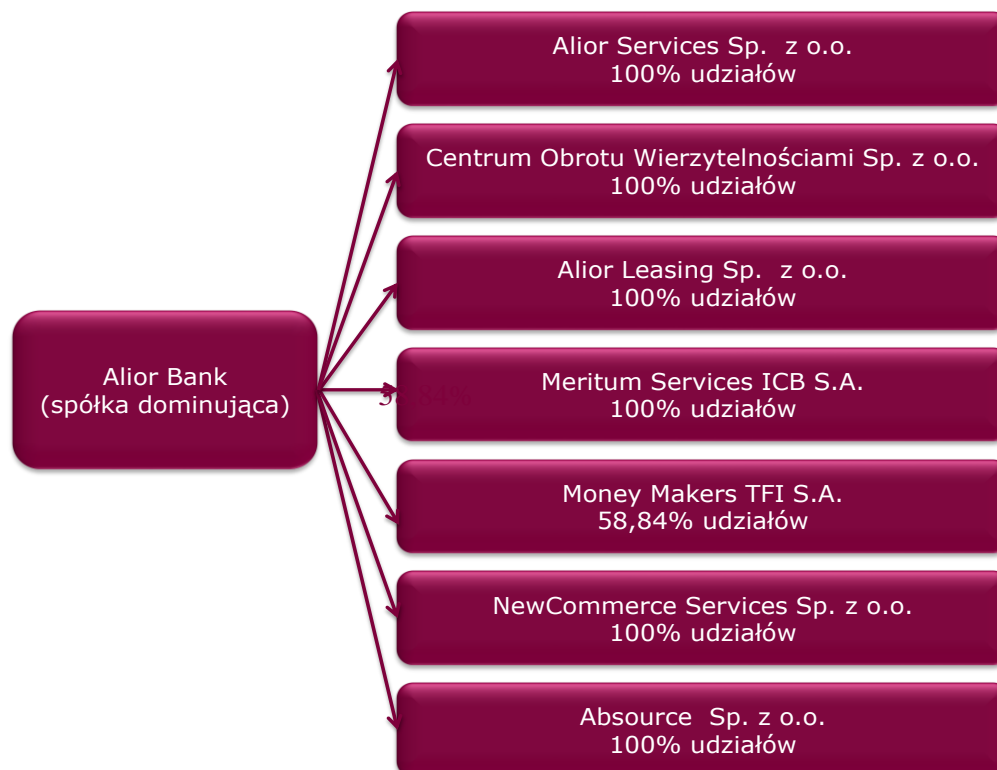 Alior Services Sp. z o.o.
100% udziałów
Centrum Obrotu Wierzytelnościami Sp. z o.o.
100% udziałów
Alior Leasing Sp. z o.o.
100% udziałów
Alior Bank
(spółka dominująca)
Meritum Services ICB S.A.
100% udziałów
Money Makers TFI S.A.
58,84% udziałów
NewCommerce Services Sp. z o.o.
100% udziałów
Absource Sp. z o.o.
100% udziałów